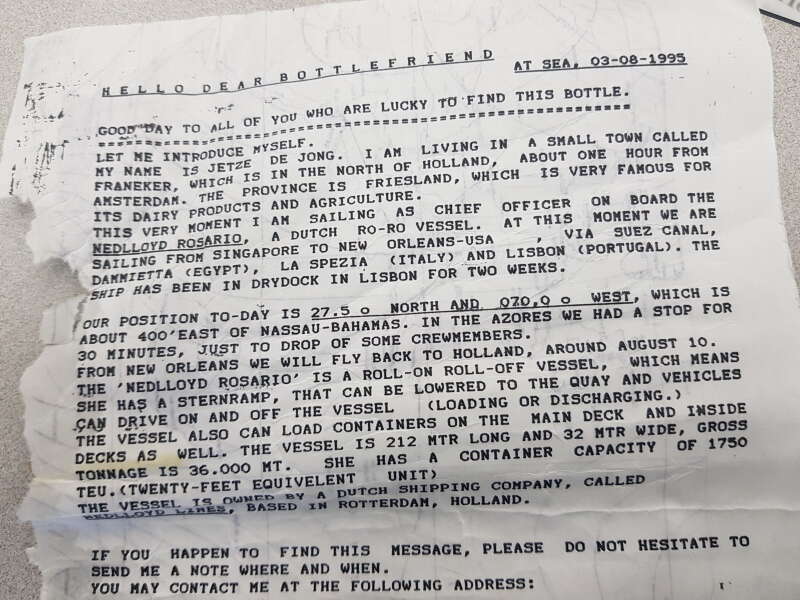 HELLO DEAR BOTTLEFRIEND
AT SEA, 03-08-1995
GOOD DAY TO ALL OF YOU WHO ARE LUCKY TO FIND THIS BOTTLE.
LET ME INTRODUCE MYSELF.
MY NAME IS JETZE DE JONG. I AM LIVING IN A SMALL TOWN CALLED
FRANEKER, WHICH IS IN THE NORTH OF HOLLAND, ABOUT ONE HOUR FROM
AMSTERDAM. THE PROVINCE IS FRIESLAND, WHICH IS VERY FAMOUS FOR
ITS DAIRY PRODUCTS AND AGRICULTURE.
THIS VERY MOMENT I AM SAILING AS CHIEF OFFICER ON BOARD THE
NEDLLOYD ROSARIO, A DUTCH RO-RO VESSEL. AT THIS MOMENT WE ARE
SAILING FROM SINGAPORE TO NEW ORLEANS-USA , VIA SUEZ CANAL,
DAMMIETTA (EGYPT), LA SPEZIA (ITALY) AND LISBON (PORTUGAL). THE
SHIP HAS BEEN IN DRYDOCK IN LISBON FOR TWO WEEKS.
OUR POSITION TO-DAY IS 27.5 o NORTH AND 070,0 o WEST, WHICH IS
ABOUT 400'EAST OF NASSAU-BAHAMAS. IN THE AZORES WE HAD A STOP FOR
30 MINUTES, JUST TO DROP OF SOME CREWMEMBERS.
FROM NEW ORLEANS WE WILL FLY BACK TO HOLLAND, AROUND AUGUST 10.
THE 'NEDLLOYD ROSARIO' IS A ROLL-ON ROLL-OFF VESSEL, WHICH MEANS
SHE HAS A STERNRAMP, THAT CAN BE LOWERED TO THE QUAY AND VEHICLES
CAN DRIVE ON AND OFF THE VESSEL (LOADING OR DISCHARGING.)
THE VESSEL ALSO CAN LOAD CONTAINERS ON THE MAIN DECK AND INSIDE
DECKS AS WELL. THE VESSEL IS 212 MTR LONG AND 32 MTR WIDE, GROSS
TONNAGE IS 36.000 MT. SHE HAS A CONTAINER CAPACITY OF 1750
TEU.(TWENTY-FEET EQUIVELENT UNIT)
THE VESSEL IS OWNED BY A DUTCH SHIPPING COMPANY, CALLED
NEDLLOYD LINES, BASED IN ROTTERDAM, HOLLAND.
IF YOU HAPPEN TO FIND THIS MESSAGE, PLEASE DO NOT HESITATE TO
SEND ME A NOTE WHERE AND WHEN.
YOU MAY CONTACT ME AT THE FOLLOWING ADDRESS: